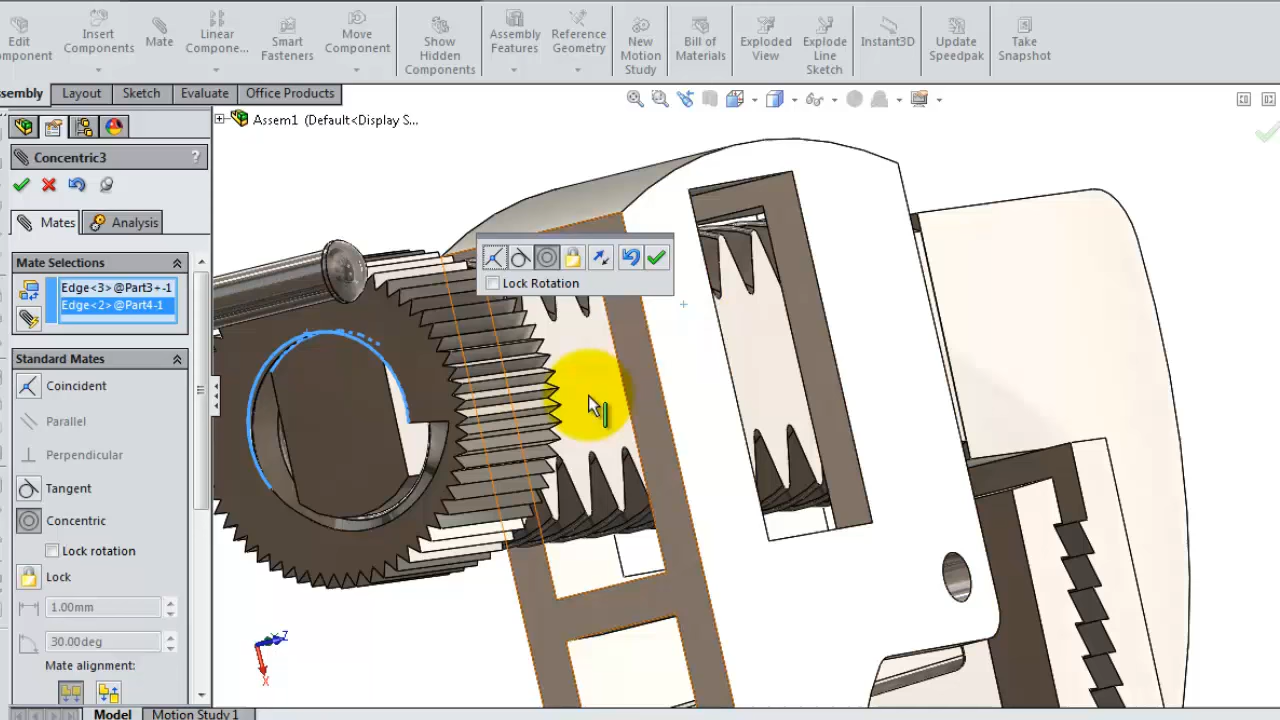 Edit
Component
Insert
Components
Mate
Linear
Compone...
Smart
Fasteners
Move
Component
Show
Hidden
Components
Assembly
Features
Reference
Geometry
New
Motion
Study
Bill of
Materials
Exploded
View
Explode
Line
Sketch
Instant3D
Update
Speedpak
Take
Snapshot
ssembly Layout Sketch Evaluate Office Products
Assem1 (Default<Display S...
Concentric3 ?
Mates Analysis
Mate Selections
Edge<3>@Part3+-1
Edge<2>@Part4-1
Lock Rotation
Standard Mates
Coincident
Parallel
Perpendicular
Tangent
Concentric
Lock rotation
Lock
1.00mm
30.00deg
Mate alignment:
Z
X
Model Motion Study 1